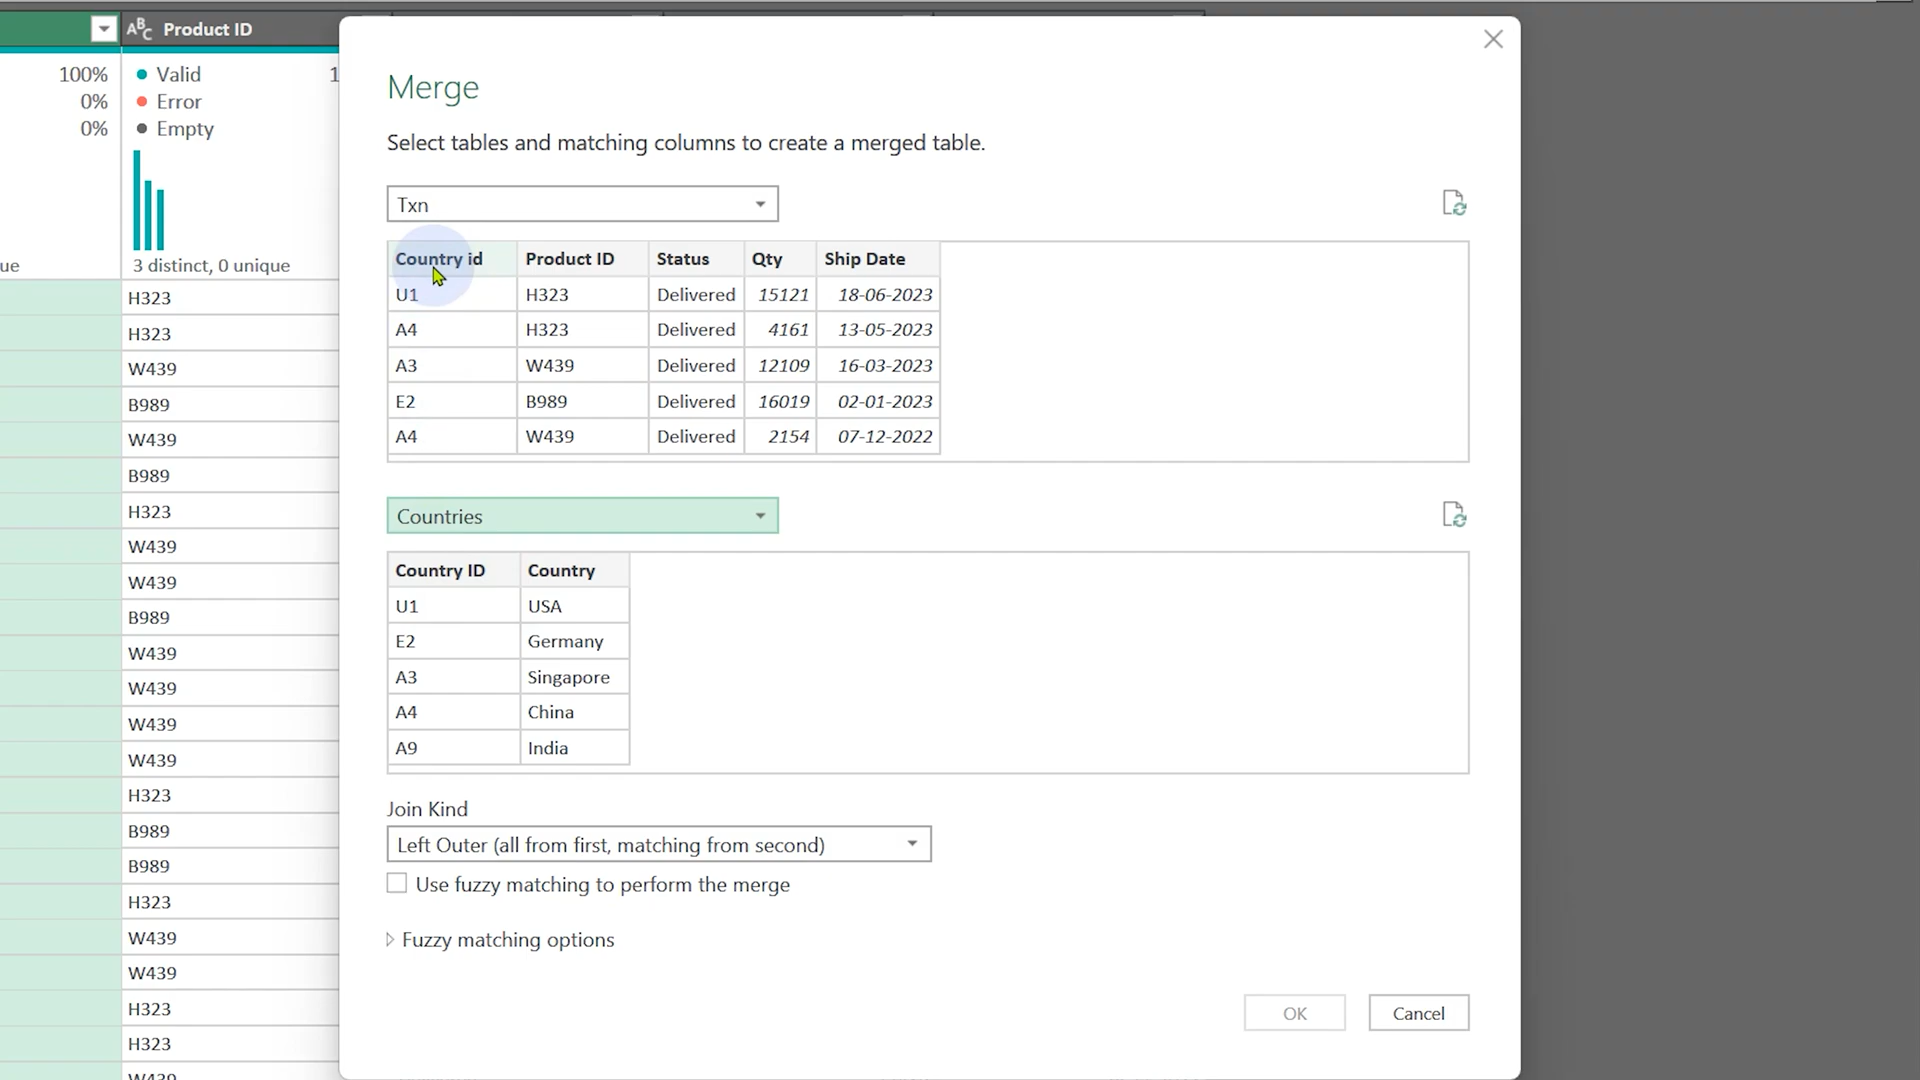 ABC Product ID
100% Valid 1
0% Error
0% Empty
ue 3 distinct, 0 unique
H323
H323
W439
B989
W439
B989
H323
W439
W439
B989
W439
W439
W439
W439
H323
B989
B989
H323
W439
W439
H323
H323
W439
Merge
Select tables and matching columns to create a merged table.
Txn
Country id Product ID Status Qty Ship Date
U1 H323 Delivered 15121 18-06-2023
A4 H323 Delivered 4161 13-05-2023
A3 W439 Delivered 12109 16-03-2023
E2 B989 Delivered 16019 02-01-2023
A4 W439 Delivered 2154 07-12-2022
Countries
Country ID Country
U1 USA
E2 Germany
A3 Singapore
A4 China
A9 India
Join Kind
Left Outer (all from first, matching from second)
Use fuzzy matching to perform the merge
Fuzzy matching options
OK Cancel